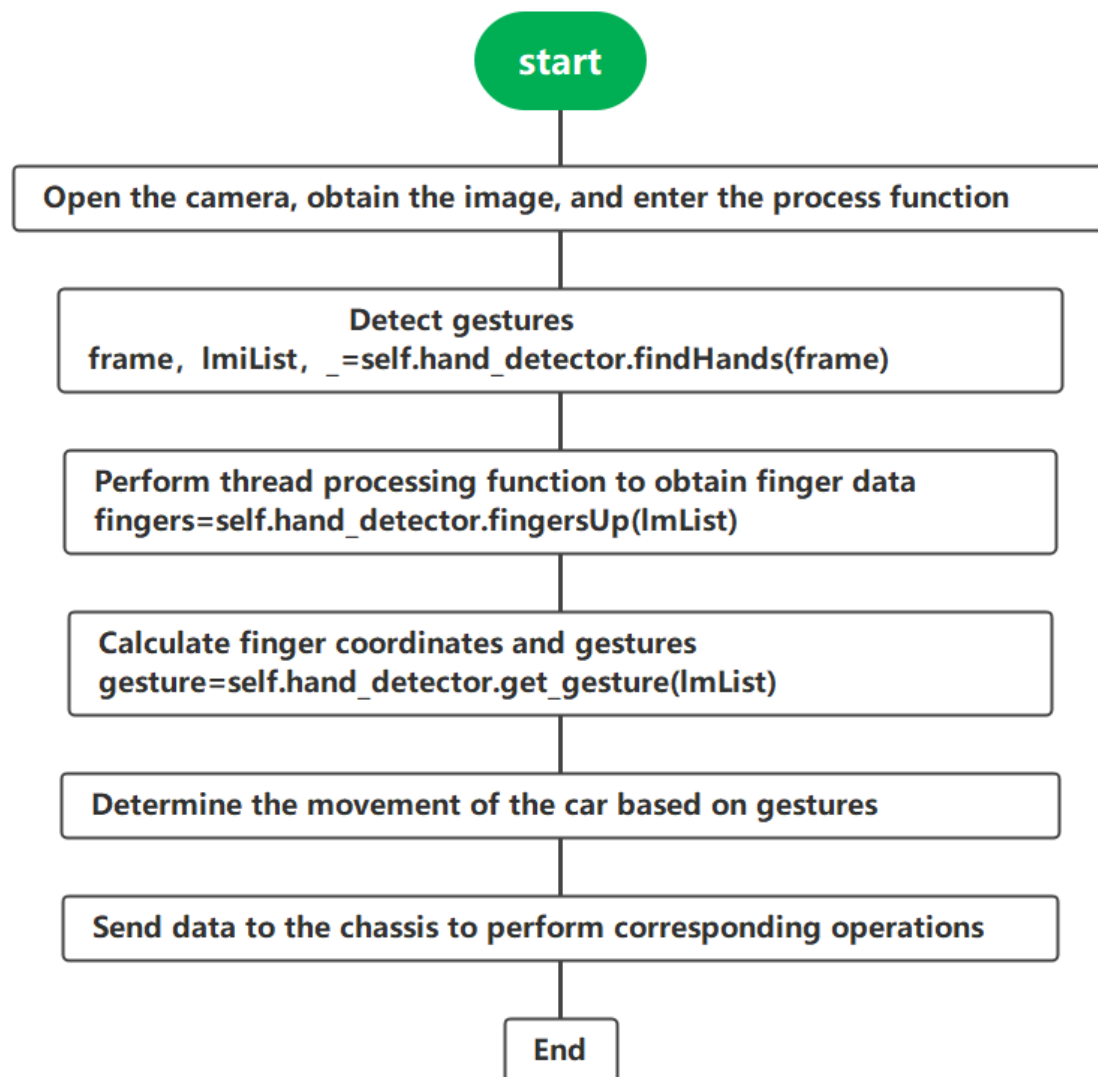 start
Open the camera, obtain the image, and enter the process function
Detect gestures
frame，lmiList，_=self.hand_detector.findHands(frame)
Perform thread processing function to obtain finger data
fingers=self.hand_detector.fingersUp(lmList)
Calculate finger coordinates and gestures
gesture=self.hand_detector.get_gesture(lmList)
Determine the movement of the car based on gestures
Send data to the chassis to perform corresponding operations
End